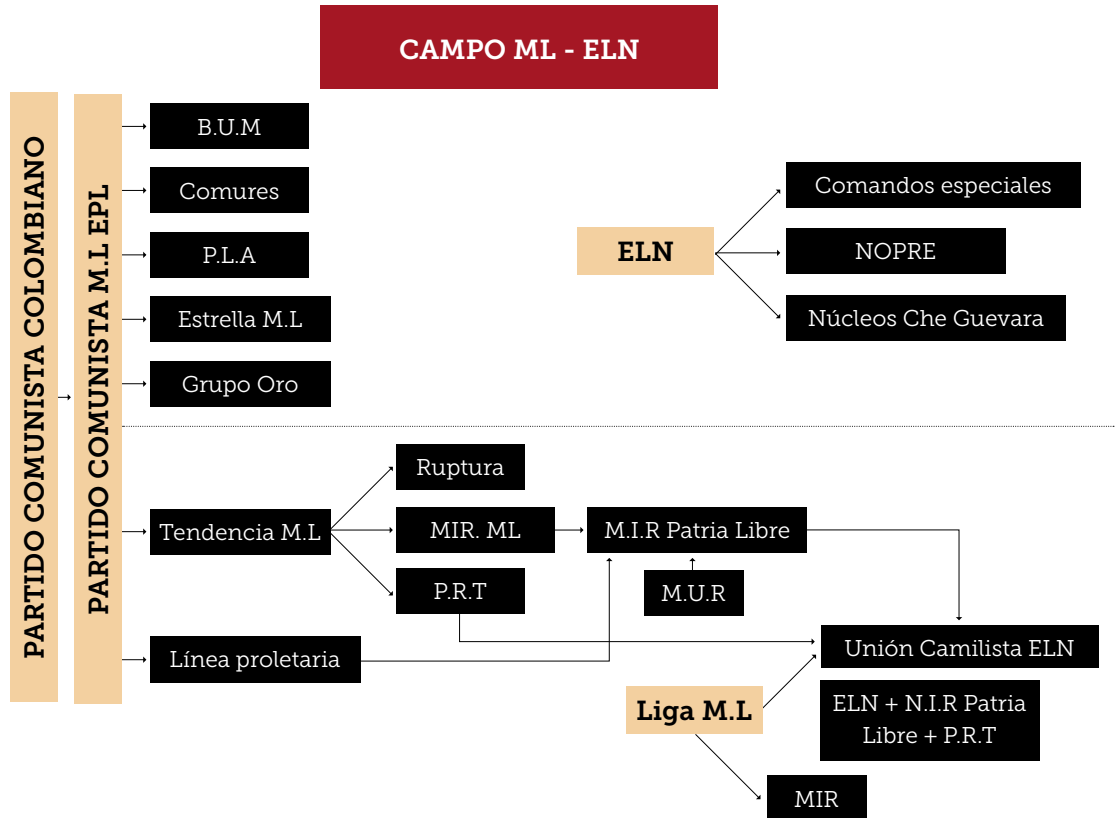 CAMPO ML - ELN
PARTIDO COMUNISTA COLOMBIANO
PARTIDO COMUNISTA M.L EPL
B.U.M
Comures
P.L.A
Estrella M.L
Grupo Oro
ELN
Comandos especiales
NOPRE
Núcleos Che Guevara
Tendencia M.L
Ruptura
MIR. ML
P.R.T
M.I.R Patria Libre
M.U.R
Línea proletaria
Unión Camilista ELN
Liga M.L
ELN + N.I.R Patria
Libre + P.R.T
MIR